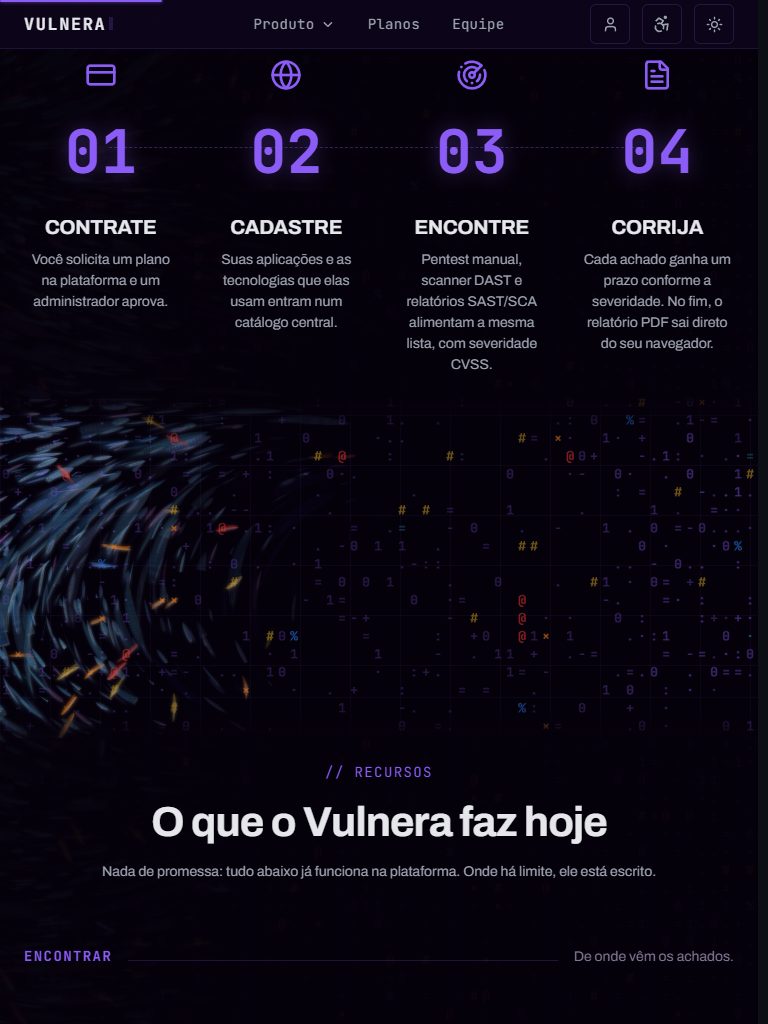 VULNERA
Produto
Planos
Equipe
01
02
03
04
CONTRATE
CADASTRE
ENCONTRE
CORRIJA
Você solicita um plano
na plataforma e um
administrador aprova.
Suas aplicações e as
tecnologias que elas
usam entram num
catálogo central.
Pentest manual,
scanner DAST e
relatórios SAST/SCA
alimentam a mesma
lista, com severidade
CVSS.
Cada achado ganha um
prazo conforme a
severidade. No fim, o
relatório PDF sai direto
do seu navegador.
// RECURSOS
O que o Vulnera faz hoje
Nada de promessa: tudo abaixo já funciona na plataforma. Onde há limite, ele está escrito.
ENCONTRAR
De onde vêm os achados.